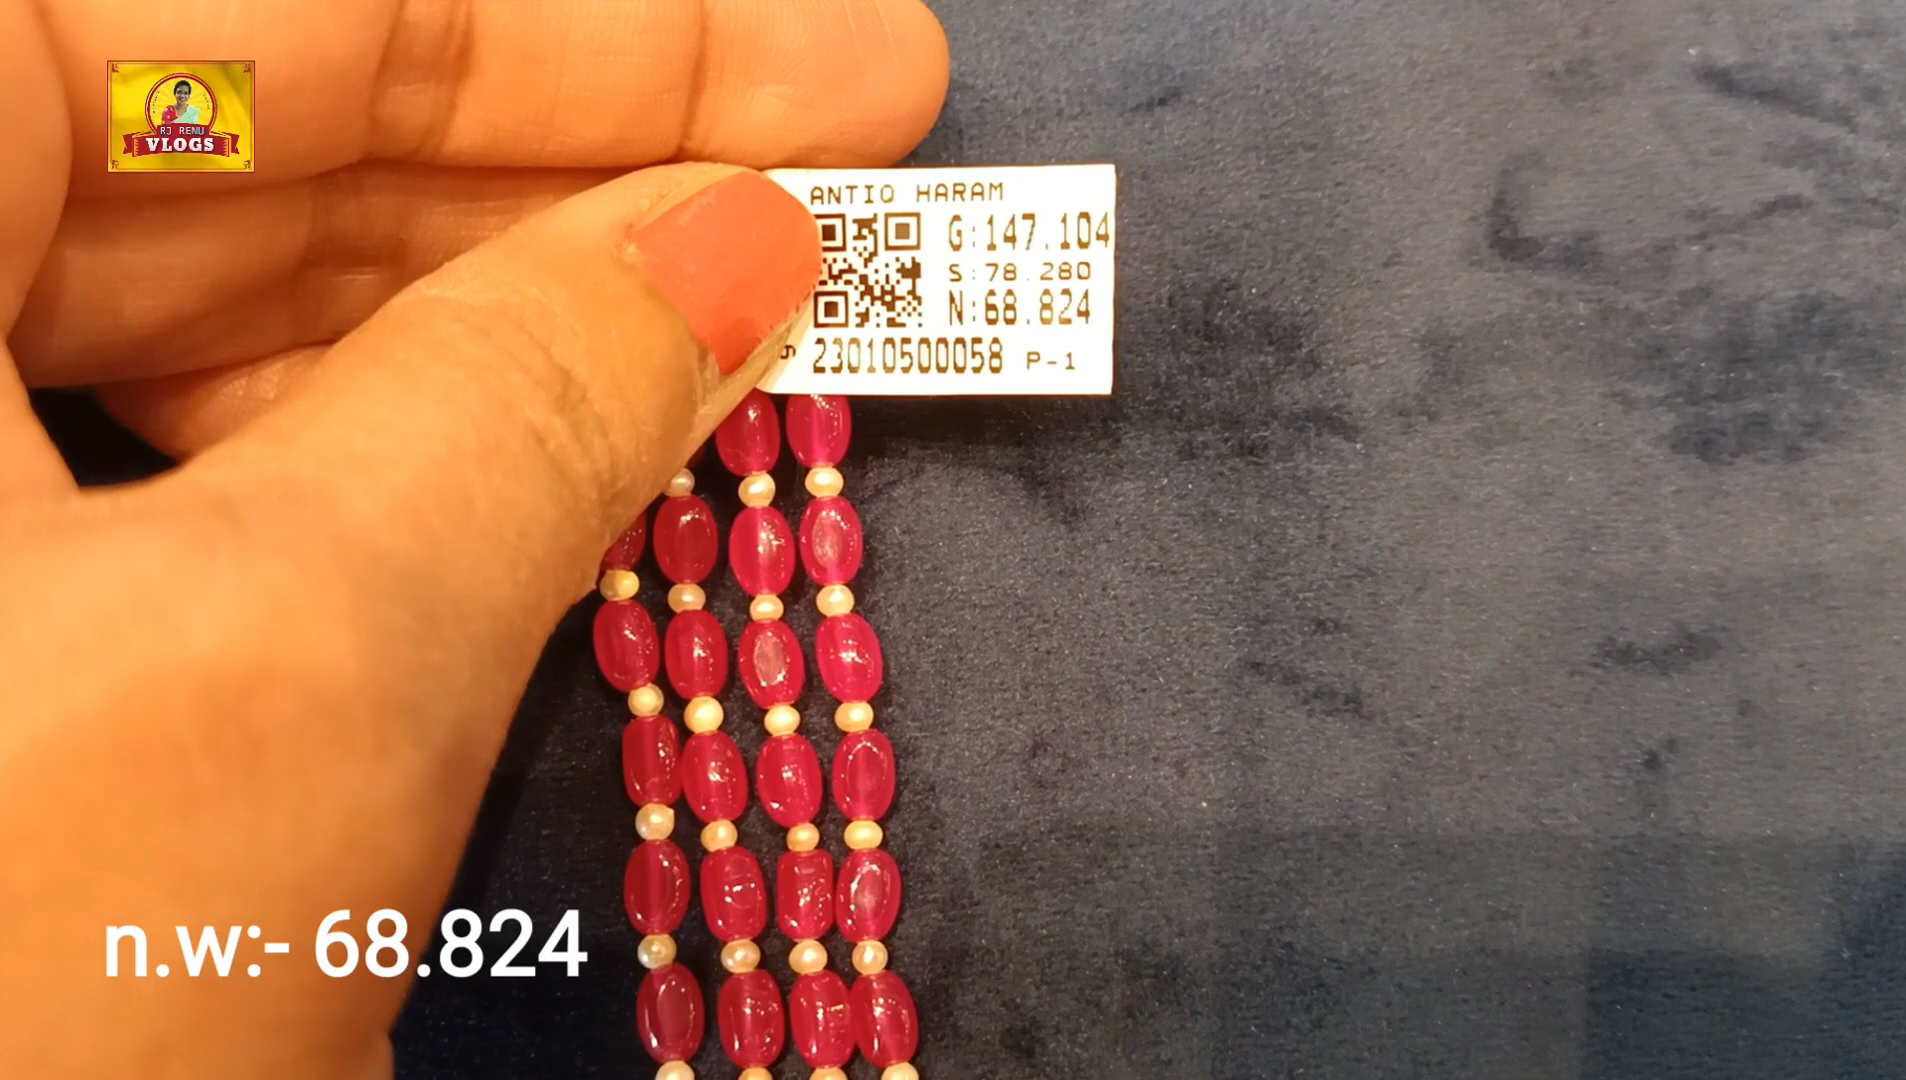 RJ RENU
VLOGS
ANTIQ HARAM
G:147.104
S:78.280
N:68.824
23010500058 P-1
n.w:- 68.824